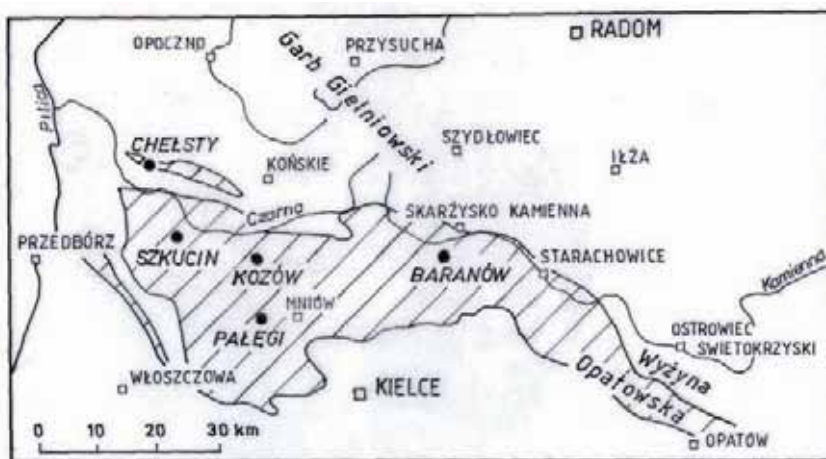 OPOCZNO
PRZYSUCHA
RADOM
Garb Gielniowski
Pilica
CHEŁSTY
SZYDŁOWIEC
IŁŻA
KOŃSKIE
Czarna
SKARŻYSKO KAMIENNA
PRZEDBÓRZ
SZKUCIN
KOZÓW
BARANÓW
STARACHOWICE
Kamienna
MNIÓW
PAŁĘGI
OSTROWIEC
SWIETOKRZYSKI
WŁOSZCZOWA
KIELCE
Wyżyna
Opatowska
OPATÓW
0 10 20 30 km